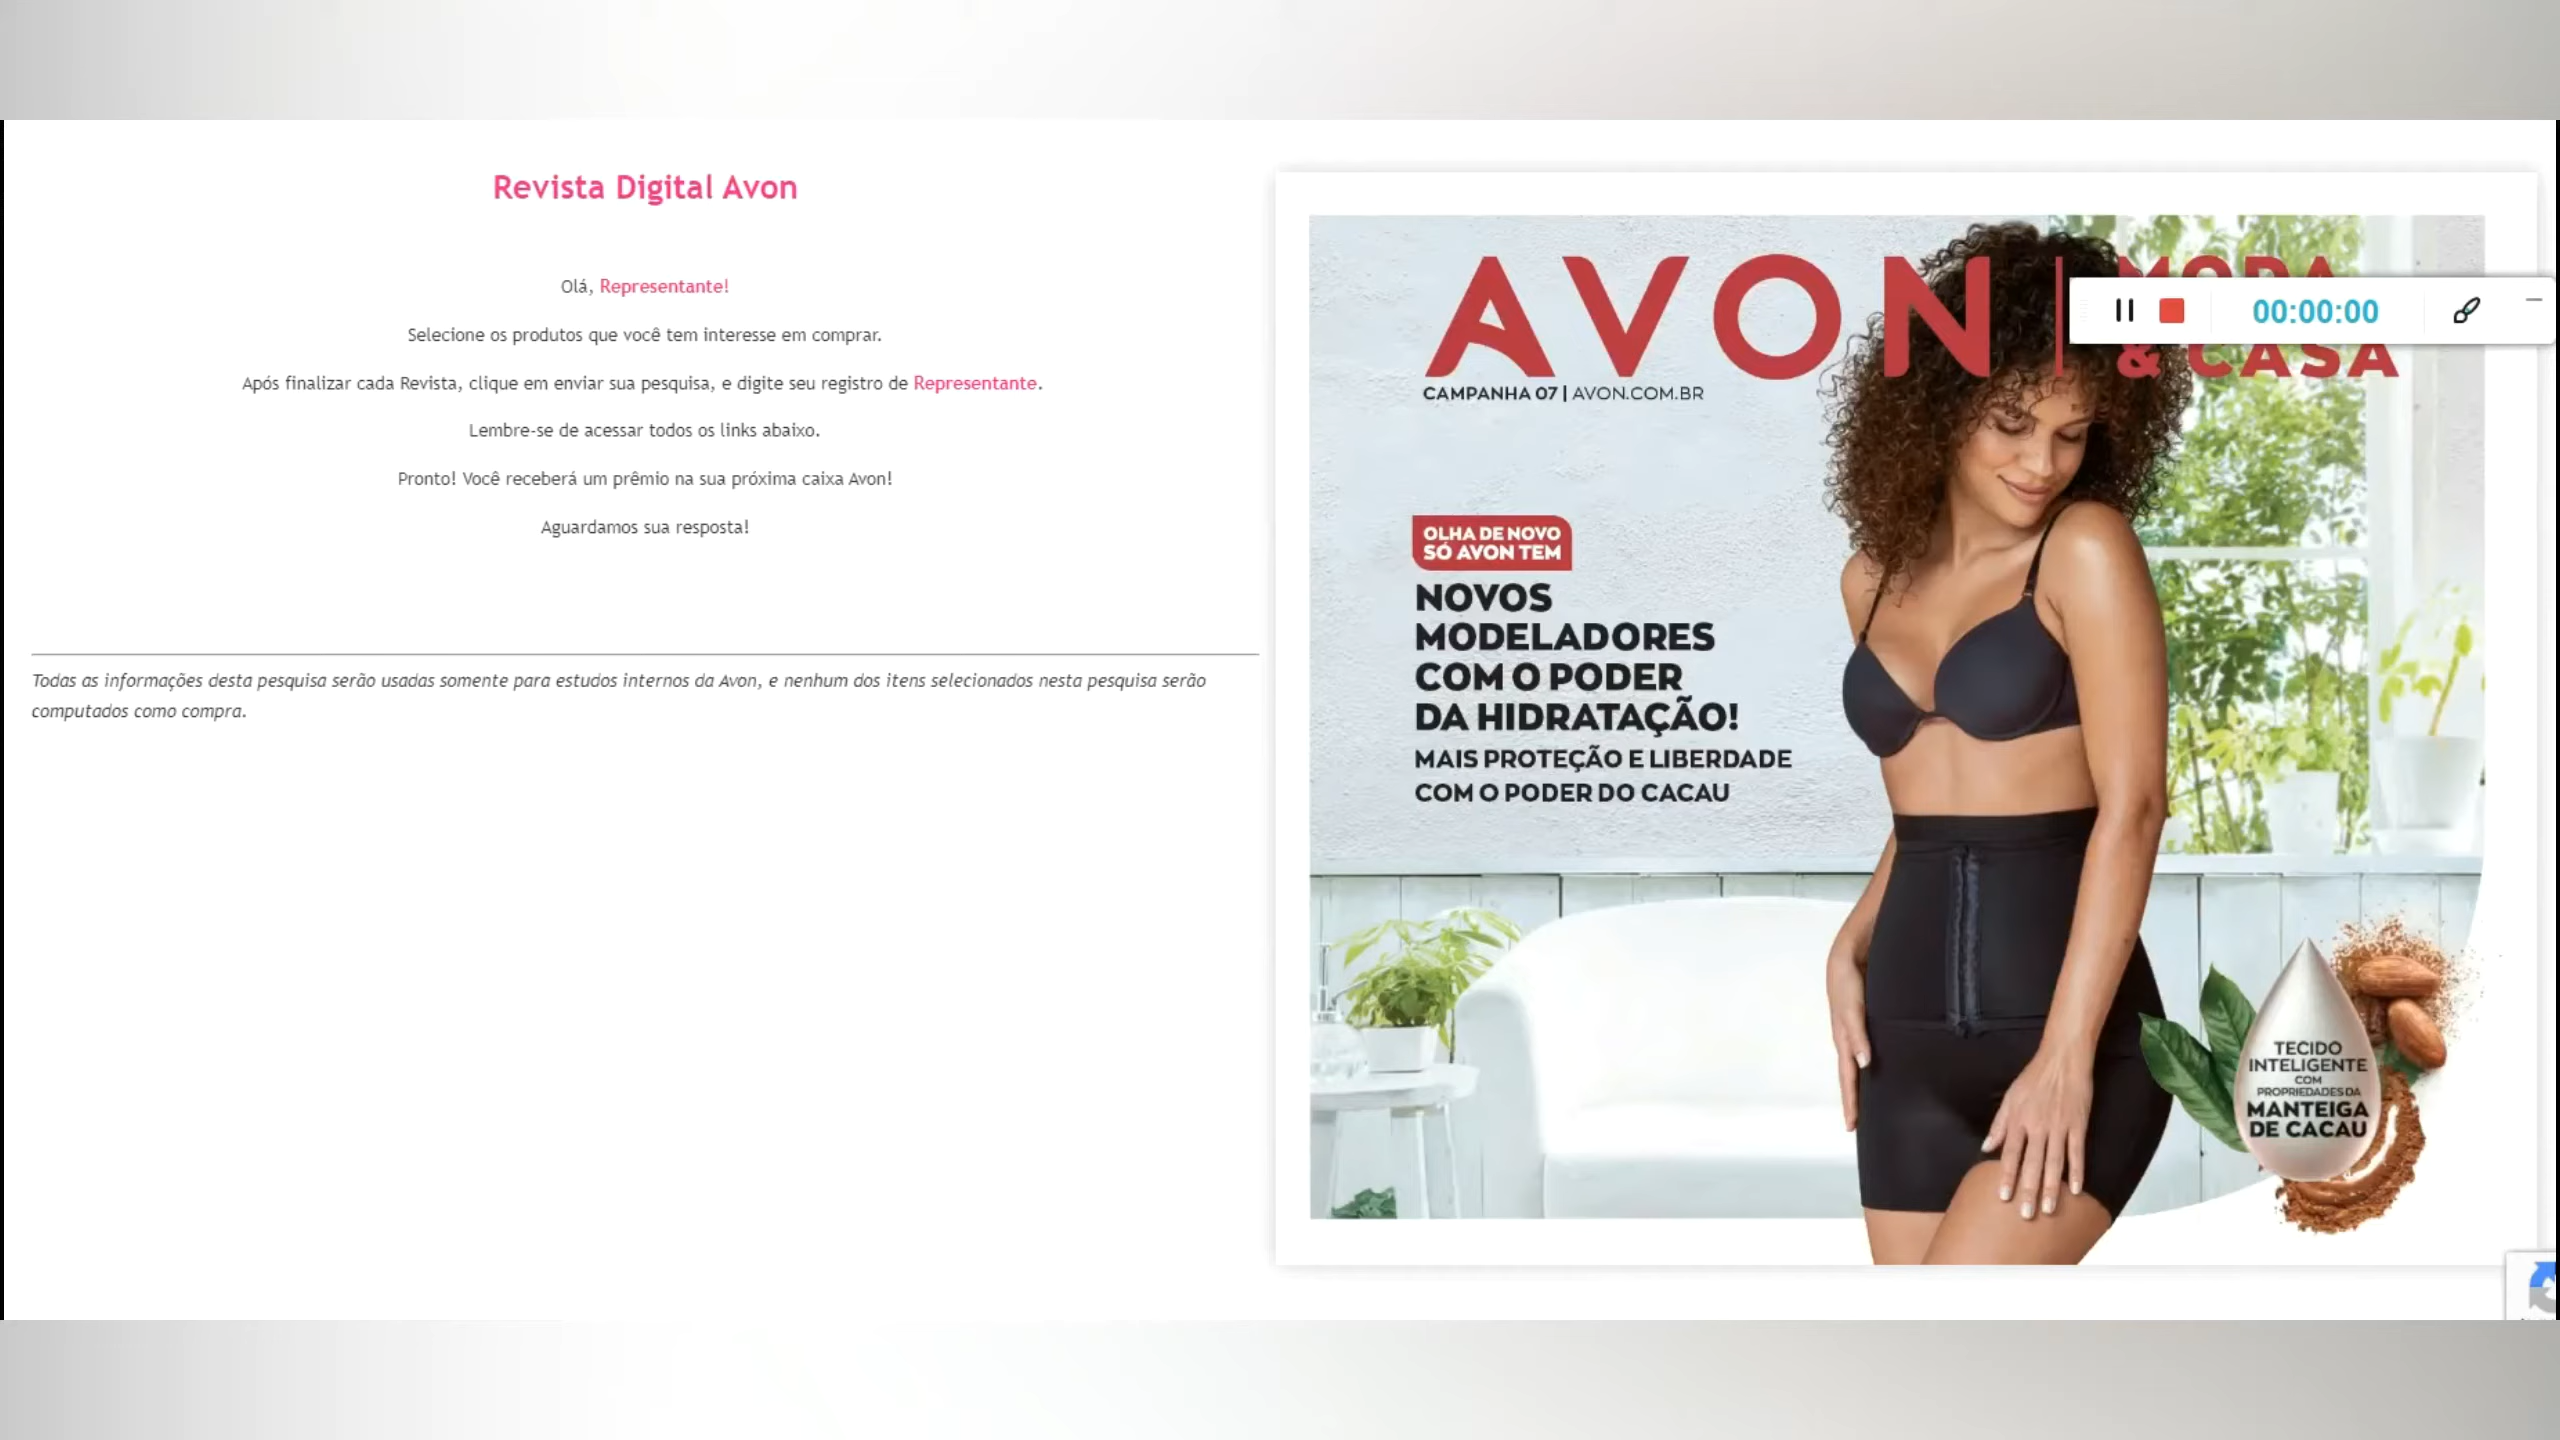 Revista Digital Avon
Olá, Representante!
Selecione os produtos que você tem interesse em comprar.
Após finalizar cada Revista, clique em enviar sua pesquisa, e digite seu registro de Representante.
Lembre-se de acessar todos os links abaixo.
Pronto! Você receberá um prêmio na sua próxima caixa Avon!
Aguardamos sua resposta!
Todas as informações desta pesquisa serão usadas somente para estudos internos da Avon, e nenhum dos itens selecionados nesta pesquisa serão
computados como compra.
AVON | MODA
& CASA
CAMPANHA 07 | AVON.COM.BR
00:00:00
OLHA DE NOVO
SÓ AVON TEM
NOVOS
MODELADORES
COM O PODER
DA HIDRATAÇÃO!
MAIS PROTEÇÃO E LIBERDADE
COM O PODER DO CACAU
TECIDO
INTELIGENTE
COM
PROPRIEDADES DA
MANTEIGA
DE CACAU